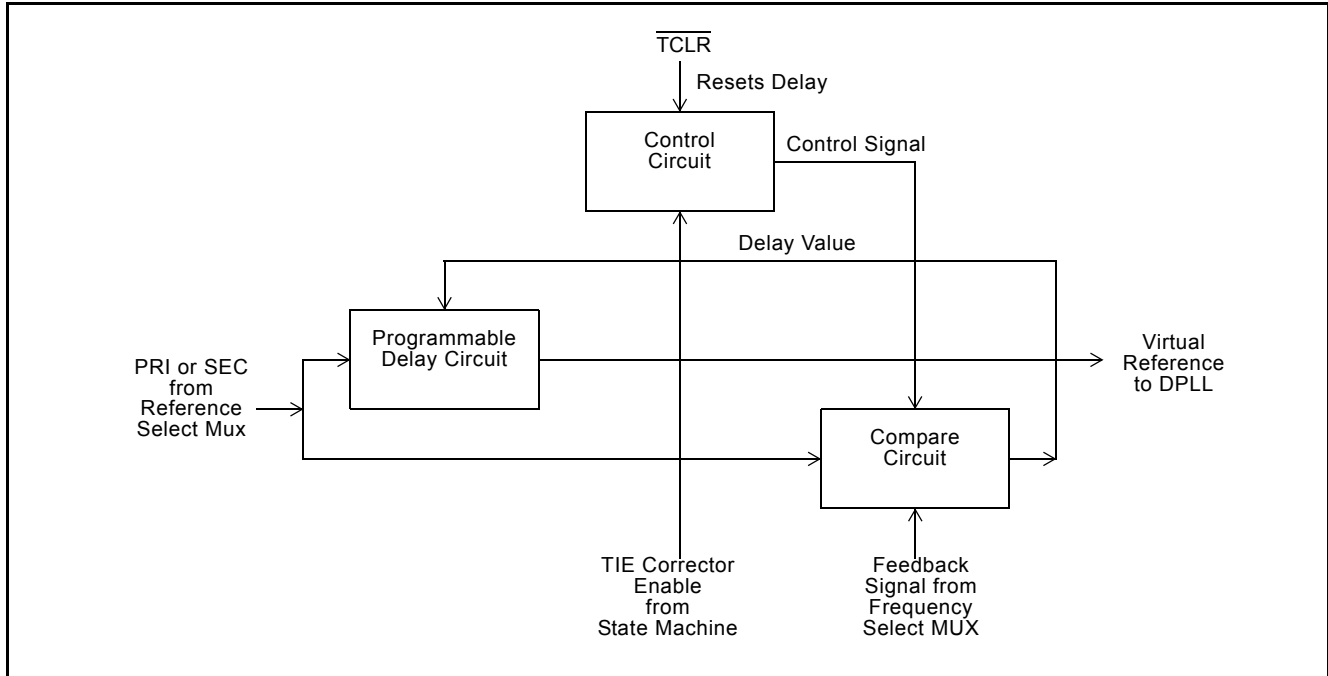 TCLR
Resets Delay
Control
Circuit
Control Signal
Delay Value
Programmable
Delay Circuit
PRI or SEC
from
Reference
Select Mux
Virtual
Reference
to DPLL
Compare
Circuit
TIE Corrector
Enable
from
State Machine
Feedback
Signal from
Frequency
Select MUX